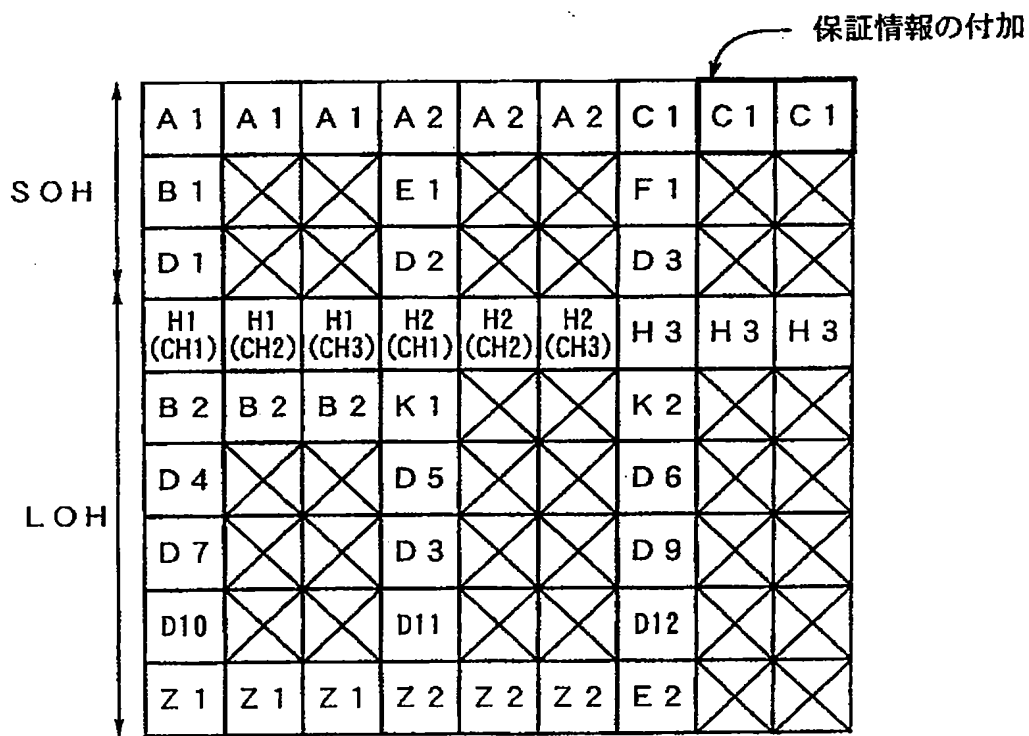 保証情報の付加
A1 A1 A1 A2 A2 A2 C1 C1 C1
SOH
B1 E1 F1
D1 D2 D3
H1(CH1) H1(CH2) H1(CH3) H2(CH1) H2(CH2) H2(CH3) H3 H3 H3
B2 B2 B2 K1 K2
D4 D5 D6
LOH
D7 D3 D9
D10 D11 D12
Z1 Z1 Z1 Z2 Z2 Z2 E2